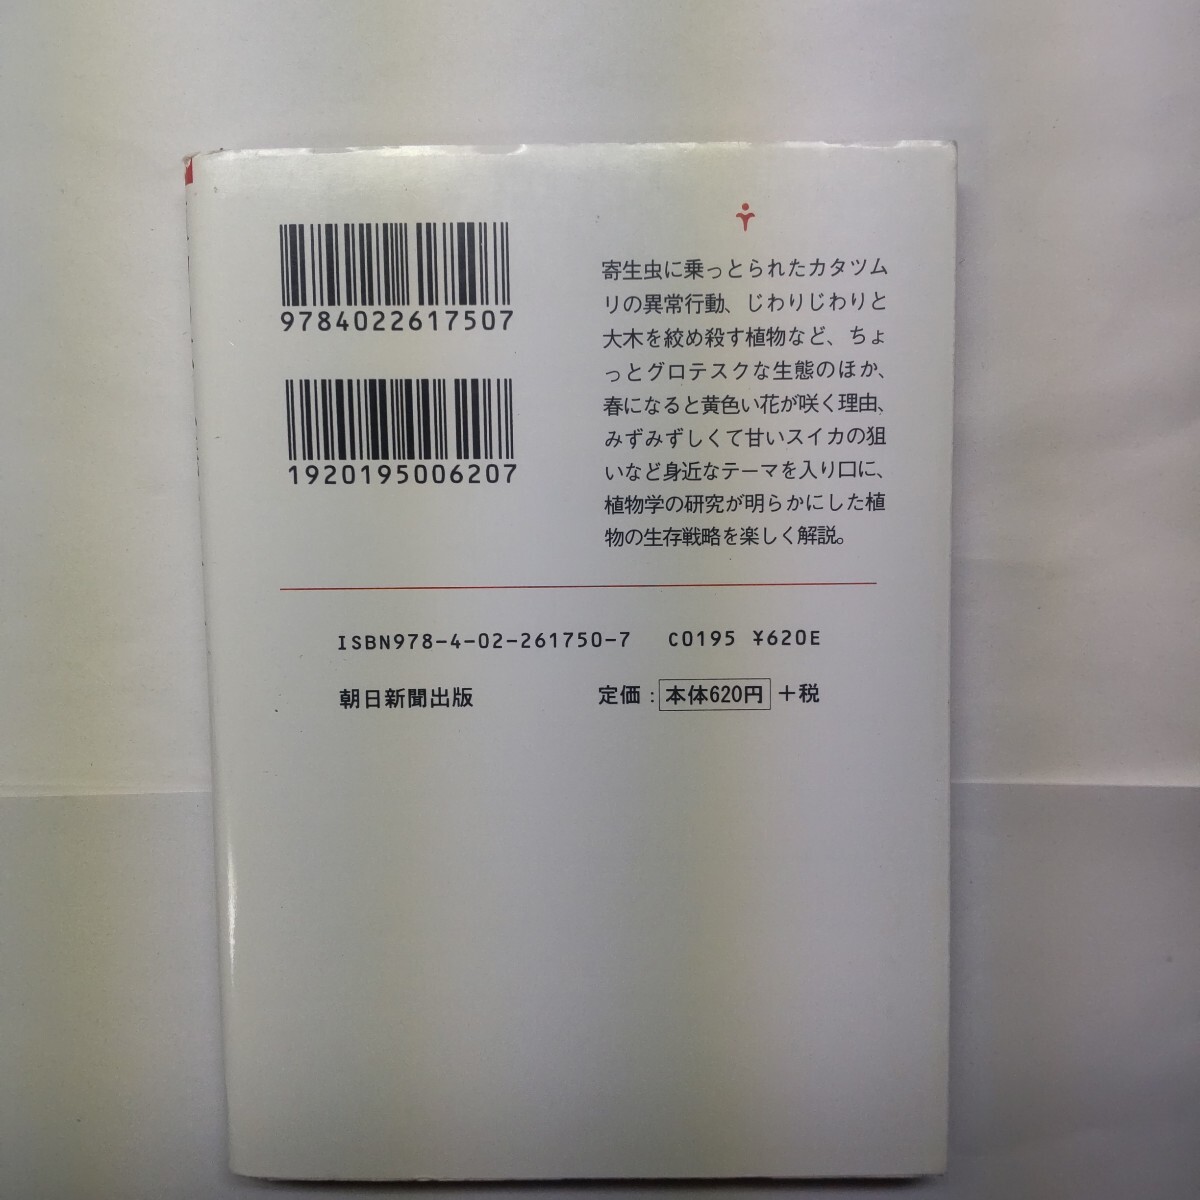 9784022617507
1920195006207
寄生虫に乗っとられたカタツム
リの異常行動、じわりじわりと
大木を絞め殺す植物など、ちょ
っとグロテスクな生態のほか、
春になると黄色い花が咲く理由、
みずみずしくて甘いスイカの狙
いなど身近なテーマを入り口に、
植物学の研究が明らかにした植
物の生存戦略を楽しく解説。
ISBN978-4-02-261750-7 C0195 ¥620E
朝日新聞出版 定価：本体620円＋税